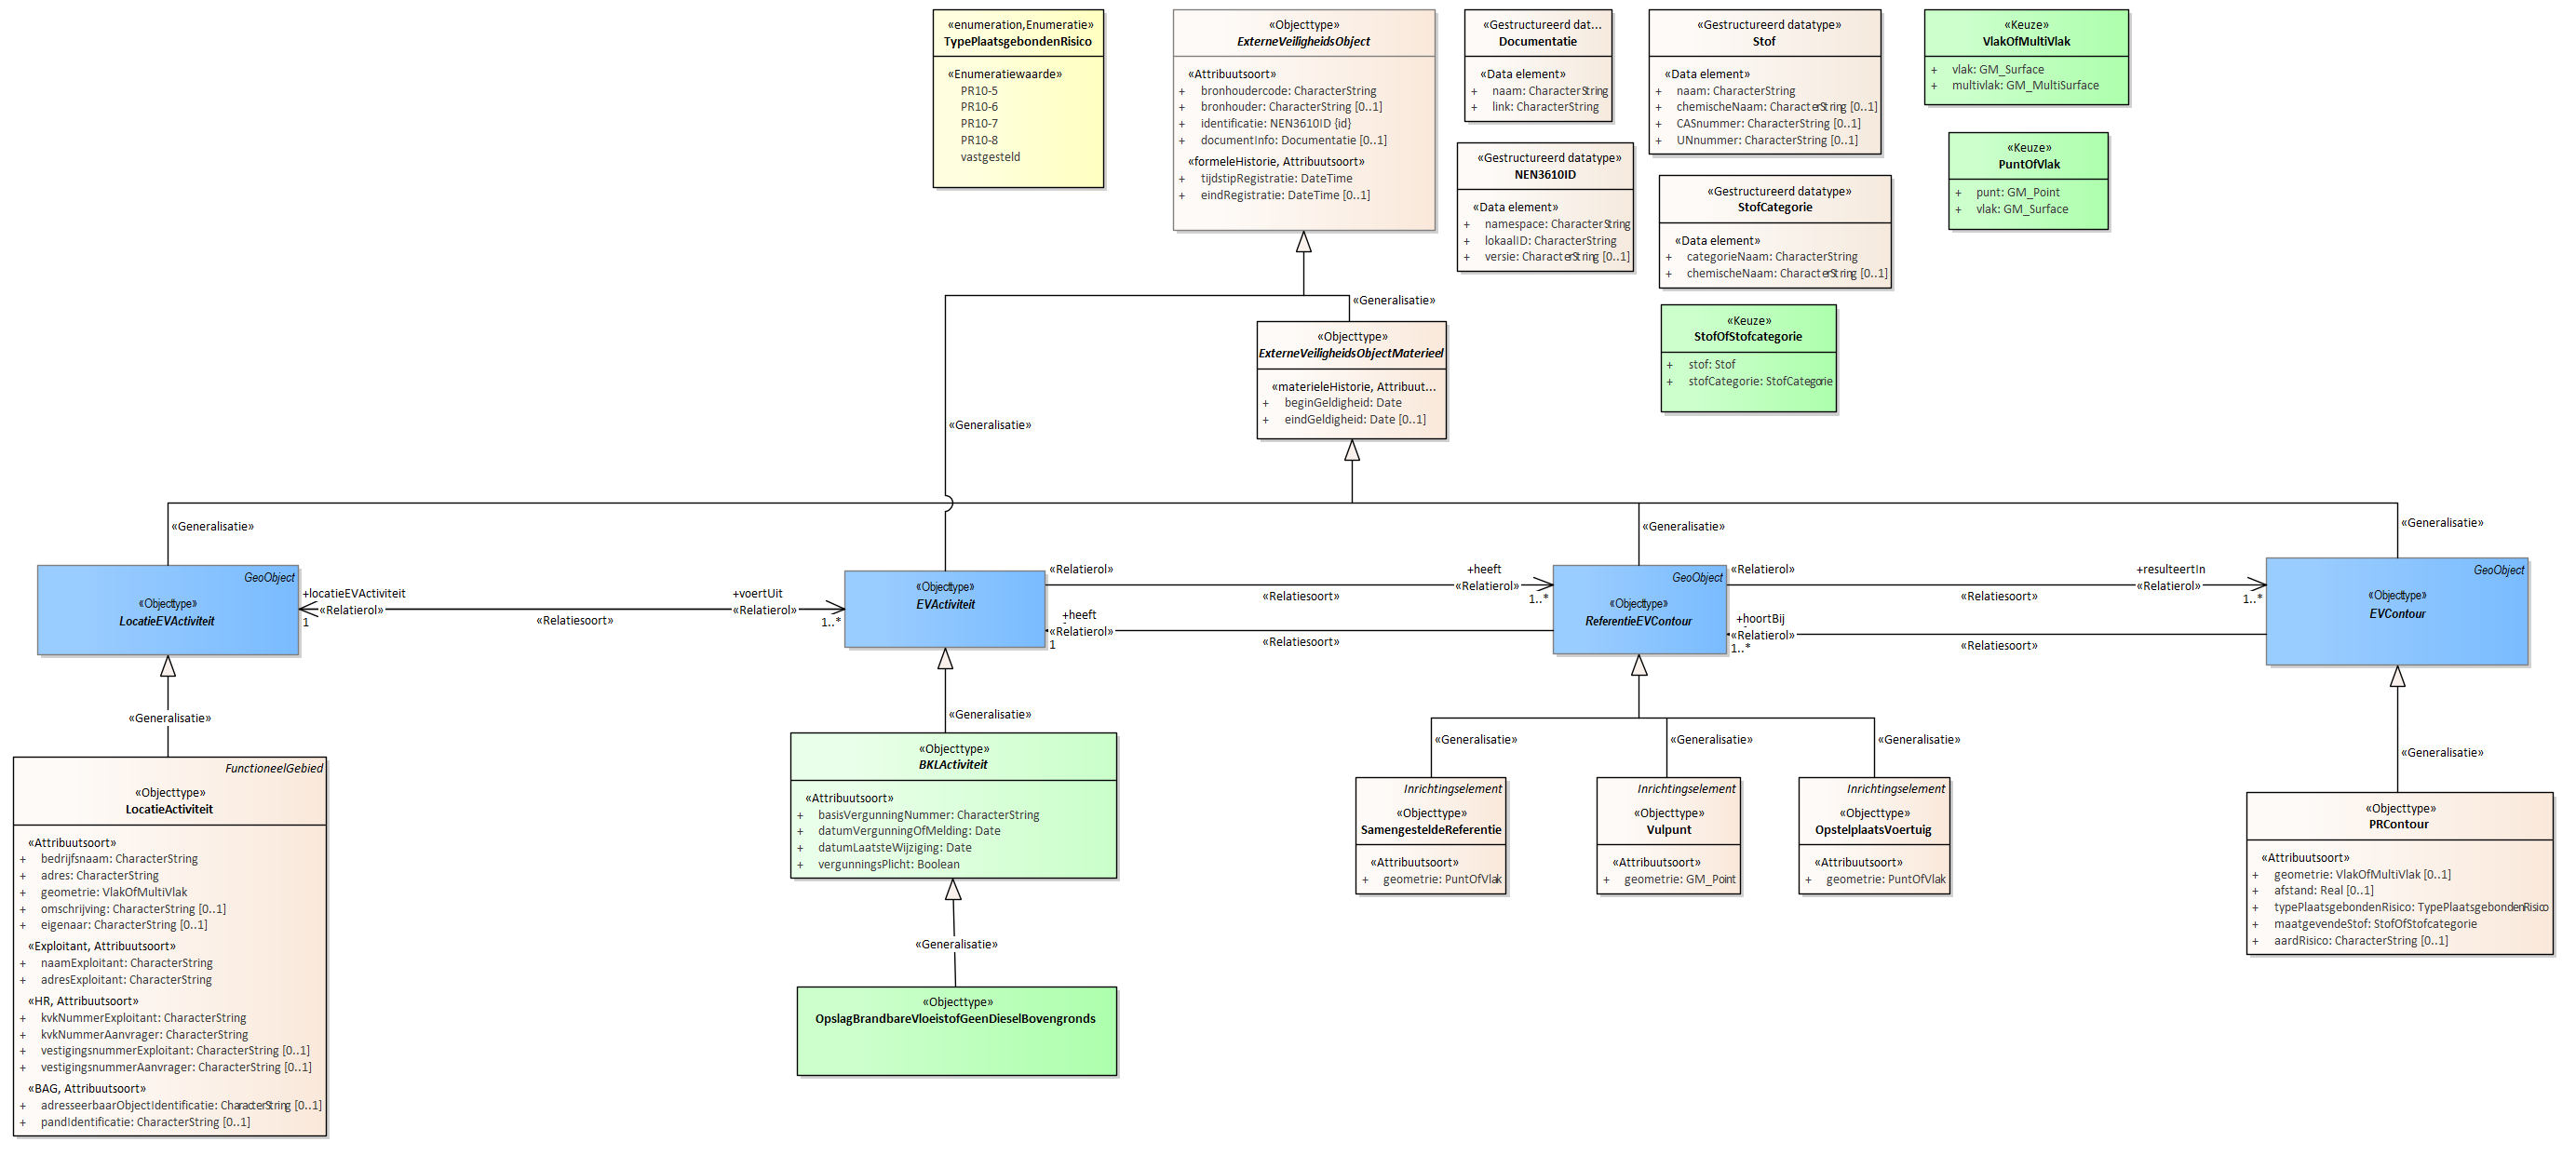 «enumeration,Enumeratie»
TypePlaatsgebondenRisico
«Enumeratiewaarde»
PR10-5
PR10-6
PR10-7
PR10-8
vastgesteld
«Objecttype»
ExterneVeiligheidsObject
«Attribuutsoort»
+ bronhoudercode: CharacterString
+ bronhouder: CharacterString [0..1]
+ identificatie: NEN3610ID {id}
+ documentInfo: Documentatie [0..1]
«formeleHistorie, Attribuutsoort»
+ tijdstipRegistratie: DateTime
+ eindRegistratie: DateTime [0..1]
«Gestructureerd dat...
Documentatie
«Data element»
+ naam: CharacterString
+ link: CharacterString
«Gestructureerd datatype»
NEN3610ID
«Data element»
+ namespace: CharacterString
+ lokaalID: CharacterString
+ versie: CharacterString [0..1]
«Gestructureerd datatype»
Stof
«Data element»
+ naam: CharacterString
+ chemischeNaam: CharacterString [0..1]
+ CASnummer: CharacterString [0..1]
+ UNnummer: CharacterString [0..1]
«Gestructureerd datatype»
StofCategorie
«Data element»
+ categorieNaam: CharacterString
+ chemischeNaam: CharacterString [0..1]
«Keuze»
StofOfStofcategorie
+ stof: Stof
+ stofCategorie: StofCategorie
«Keuze»
VlakOfMultiVlak
+ vlak: GM_Surface
+ multivlak: GM_MultiSurface
«Keuze»
PuntOfVlak
+ punt: GM_Point
+ vlak: GM_Surface
«Generalisatie»
«Objecttype»
ExterneVeiligheidsObjectMaterieel
«materieleHistorie, Attribuut...
+ beginGeldigheid: Date
+ eindGeldigheid: Date [0..1]
«Generalisatie»
«Generalisatie»
«Generalisatie»
«Generalisatie»
GeoObject
«Objecttype»
LocatieEVActiviteit
+locatieEVActiviteit
«Relatierol»
1
«Relatiesoort»
+voertUit
«Relatierol»
1..*
«Objecttype»
EVActiviteit
«Relatierol»
+heeft
«Relatierol»
1..*
«Relatiesoort»
+heeft
«Relatierol»
1
«Relatiesoort»
GeoObject
«Objecttype»
ReferentieEVContour
«Relatierol»
+resulteertIn
«Relatierol»
1..*
«Relatiesoort»
+hoortBij
«Relatierol»
1..*
«Relatiesoort»
GeoObject
«Objecttype»
EVContour
«Generalisatie»
«Generalisatie»
«Generalisatie»
«Generalisatie»
«Generalisatie»
«Generalisatie»
FunctioneelGebied
«Objecttype»
LocatieActiviteit
«Attribuutsoort»
+ bedrijfsnaam: CharacterString
+ adres: CharacterString
+ geometrie: VlakOfMultiVlak
+ omschrijving: CharacterString [0..1]
+ eigenaar: CharacterString [0..1]
«Exploitant, Attribuutsoort»
+ naamExploitant: CharacterString
+ adresExploitant: CharacterString
«HR, Attribuutsoort»
+ kvkNummerExploitant: CharacterString
+ kvkNummerAanvrager: CharacterString
+ vestigingsnummerExploitant: CharacterString [0..1]
+ vestigingsnummerAanvrager: CharacterString [0..1]
«BAG, Attribuutsoort»
+ adresseerbaarObjectIdentificatie: CharacterString [0..1]
+ pandIdentificatie: CharacterString [0..1]
«Objecttype»
BKLActiviteit
«Attribuutsoort»
+ basisVergunningNummer: CharacterString
+ datumVergunningOfMelding: Date
+ datumLaatsteWijziging: Date
+ vergunningsPlicht: Boolean
«Generalisatie»
«Objecttype»
OpslagBrandbareVloeistofGeenDieselBovengronds
Inrichtingselement
«Objecttype»
SamengesteldeReferentie
«Attribuutsoort»
+ geometrie: PuntOfVlak
Inrichtingselement
«Objecttype»
Vulpunt
«Attribuutsoort»
+ geometrie: GM_Point
Inrichtingselement
«Objecttype»
OpstelplaatsVoertuig
«Attribuutsoort»
+ geometrie: PuntOfVlak
«Objecttype»
PRContour
«Attribuutsoort»
+ geometrie: VlakOfMultiVlak [0..1]
+ afstand: Real [0..1]
+ typePlaatsgebondenRisico: TypePlaatsgebondenRisico
+ maatgevendeStof: StofOfStofcategorie
+ aardRisico: CharacterString [0..1]